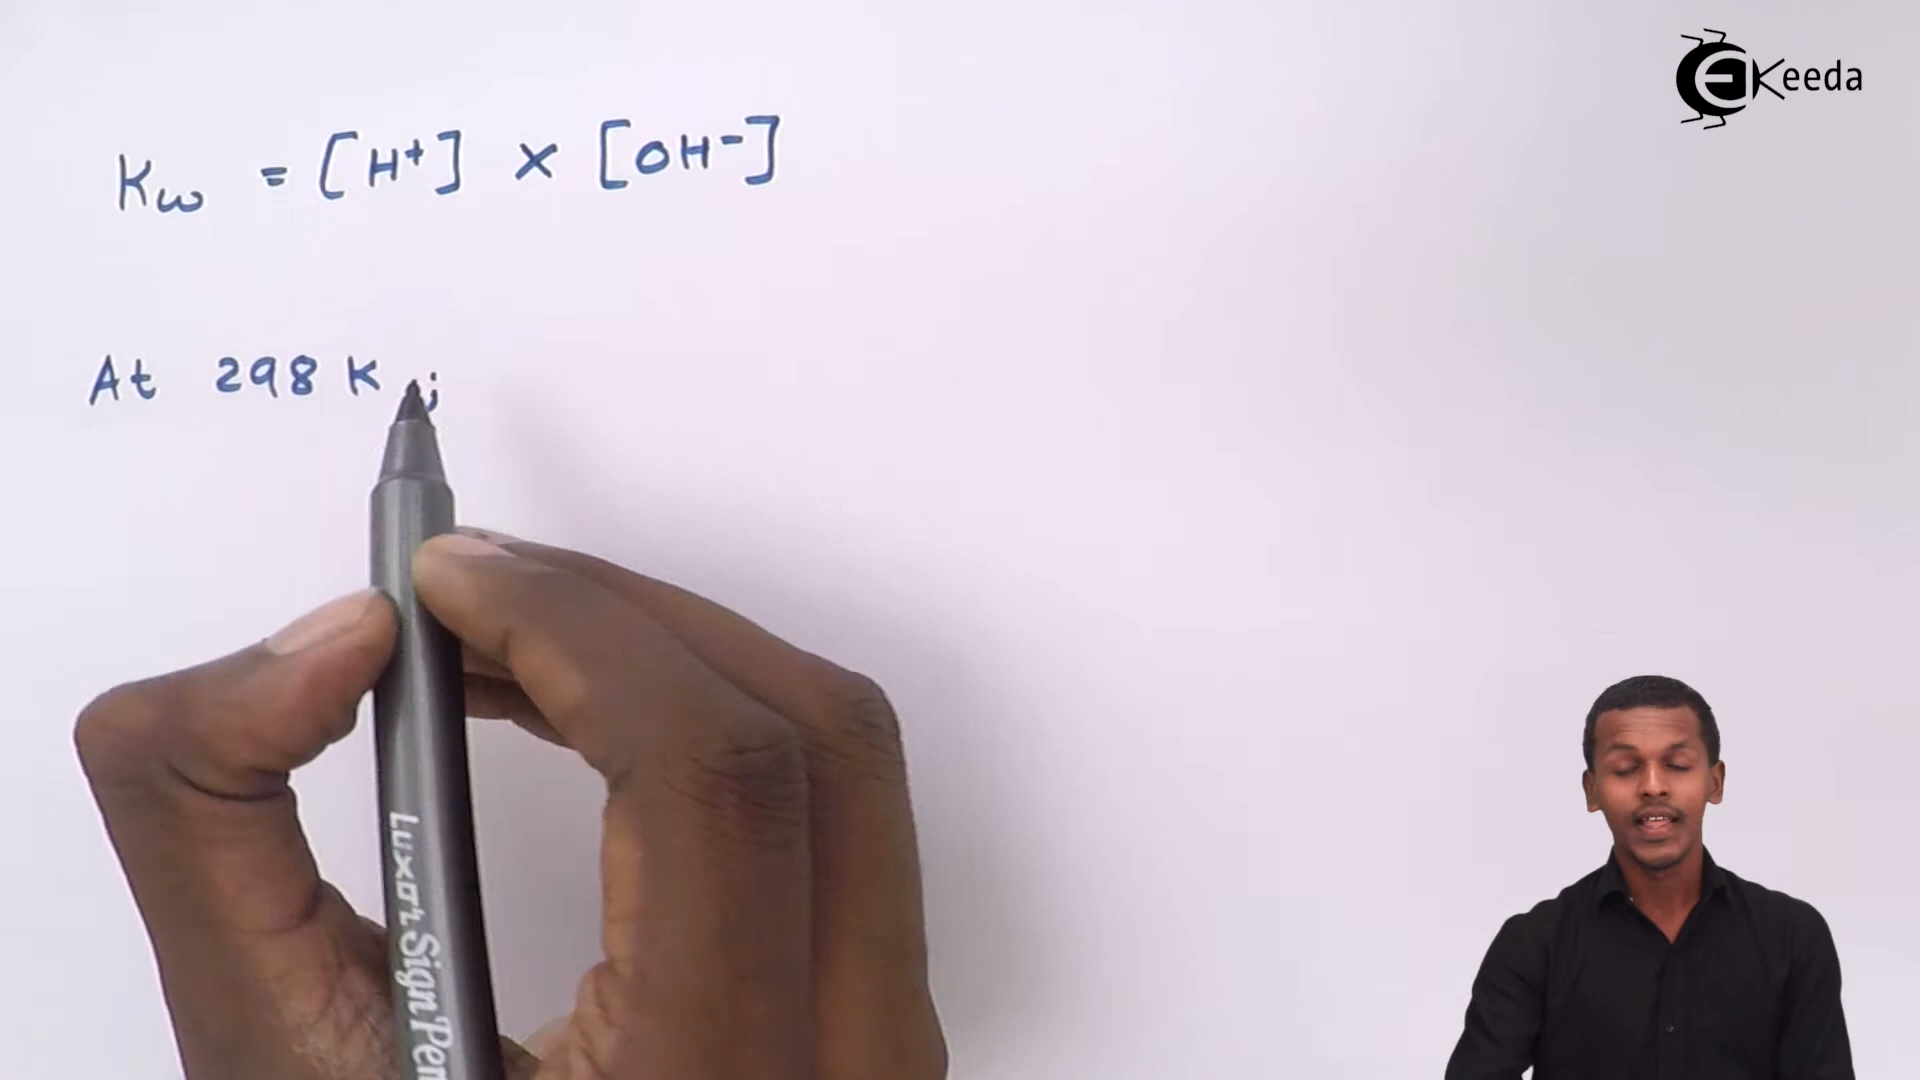 Kw = [H⁺] × [OH⁻]
At 298 K ;
Luxor Sign Pen
EKeeda